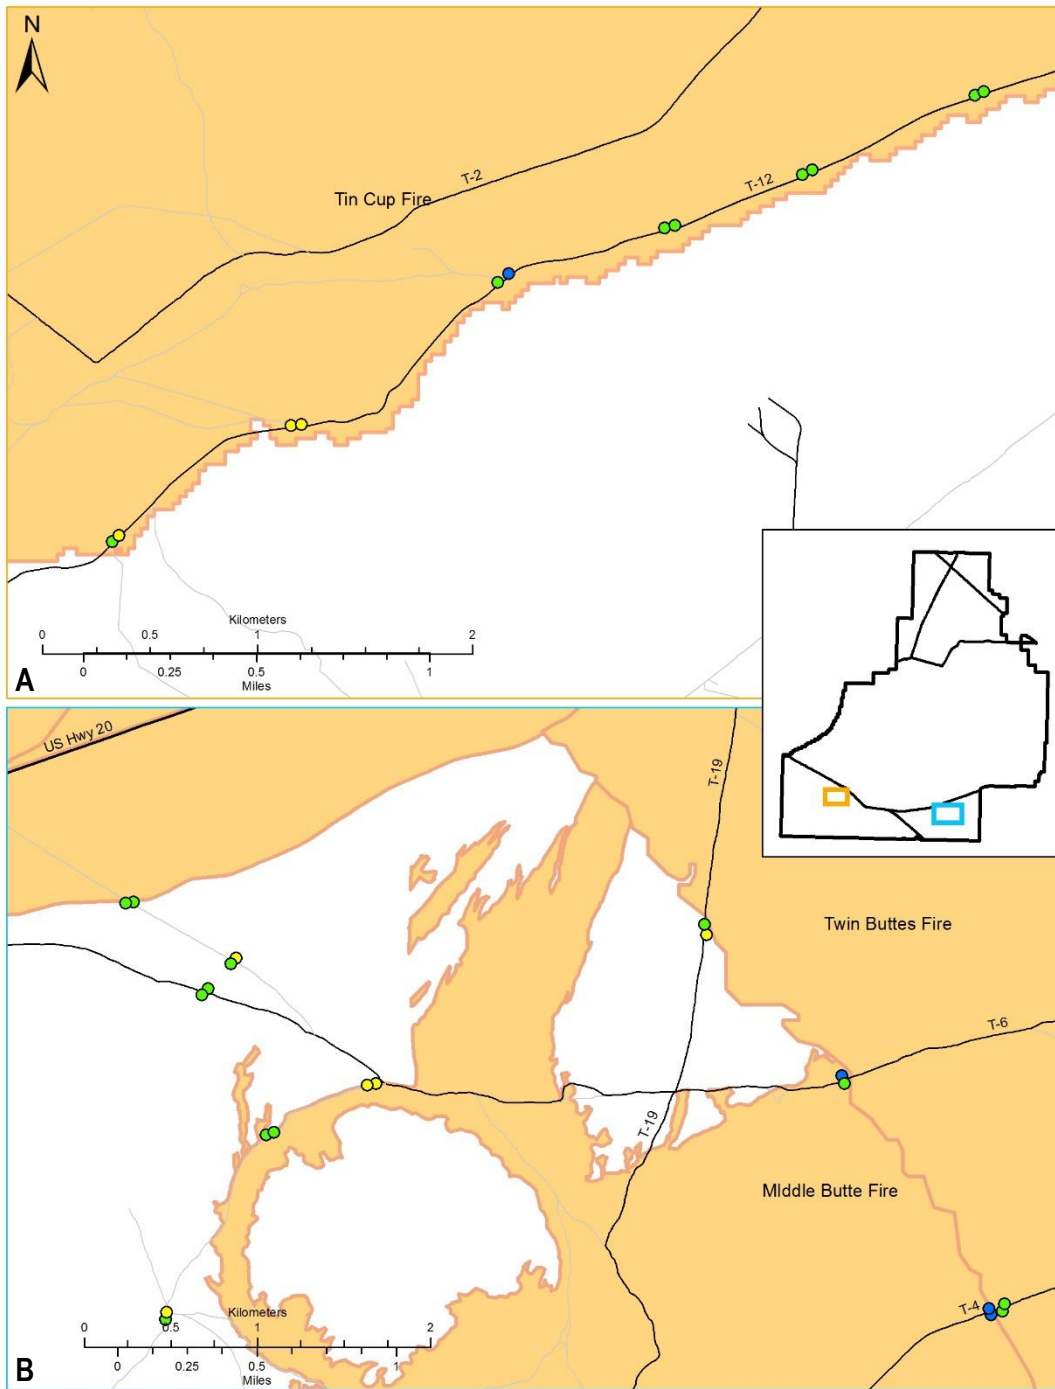 N
T-2
Tin Cup Fire
T-12
Kilometers
0 0.5 1 2
0 0.25 0.5 1
Miles
A
US Hwy 20
T-19
Twin Buttes Fire
T-6
T-19
MIddle Butte Fire
T-4
Kilometers
0 0.5 1 2
0 0.25 0.5 1
Miles
B